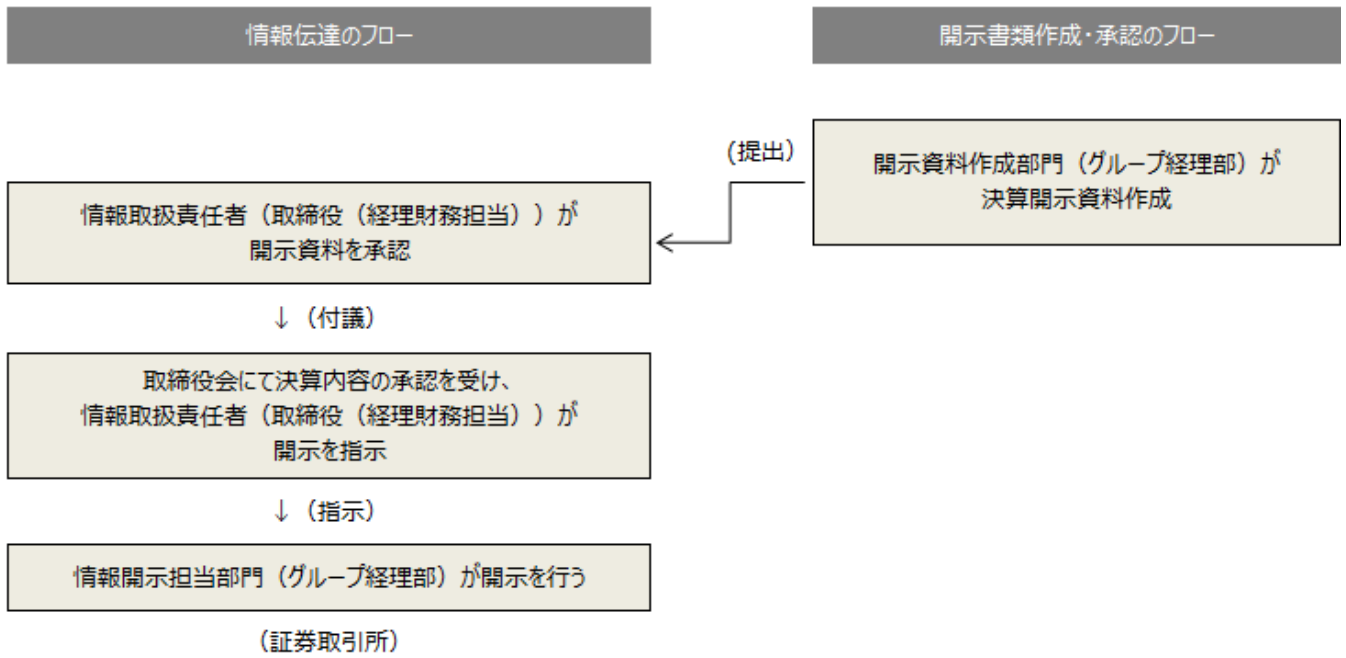 情報伝達のフロー
開示書類作成・承認のフロー
(提出)
開示資料作成部門（グループ経理部）が
決算開示資料作成
情報取扱責任者（取締役（経理財務担当））が
開示資料を承認
↓（付議）
取締役会にて決算内容の承認を受け、
情報取扱責任者（取締役（経理財務担当））が
開示を指示
↓（指示）
情報開示担当部門（グループ経理部）が開示を行う
（証券取引所）